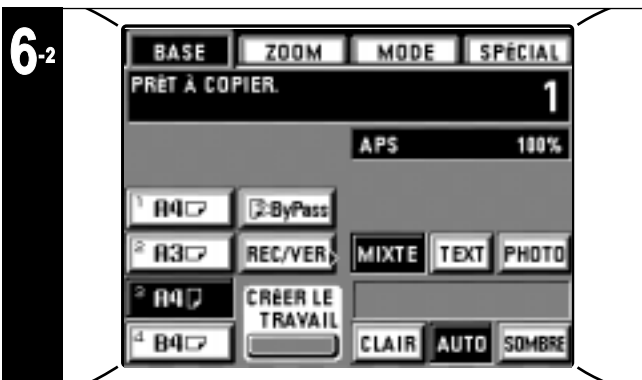 6-2
BASE ZOOM MODE SPÉCIAL
PRÊT À COPIER.
1
APS 100%
1 A4 ByPass
2 A3 REC/VER MIXTE TEXT PHOTO
3 A4 CRÉER LE
TRAVAIL
4 B4 CLAIR AUTO SOMBRE